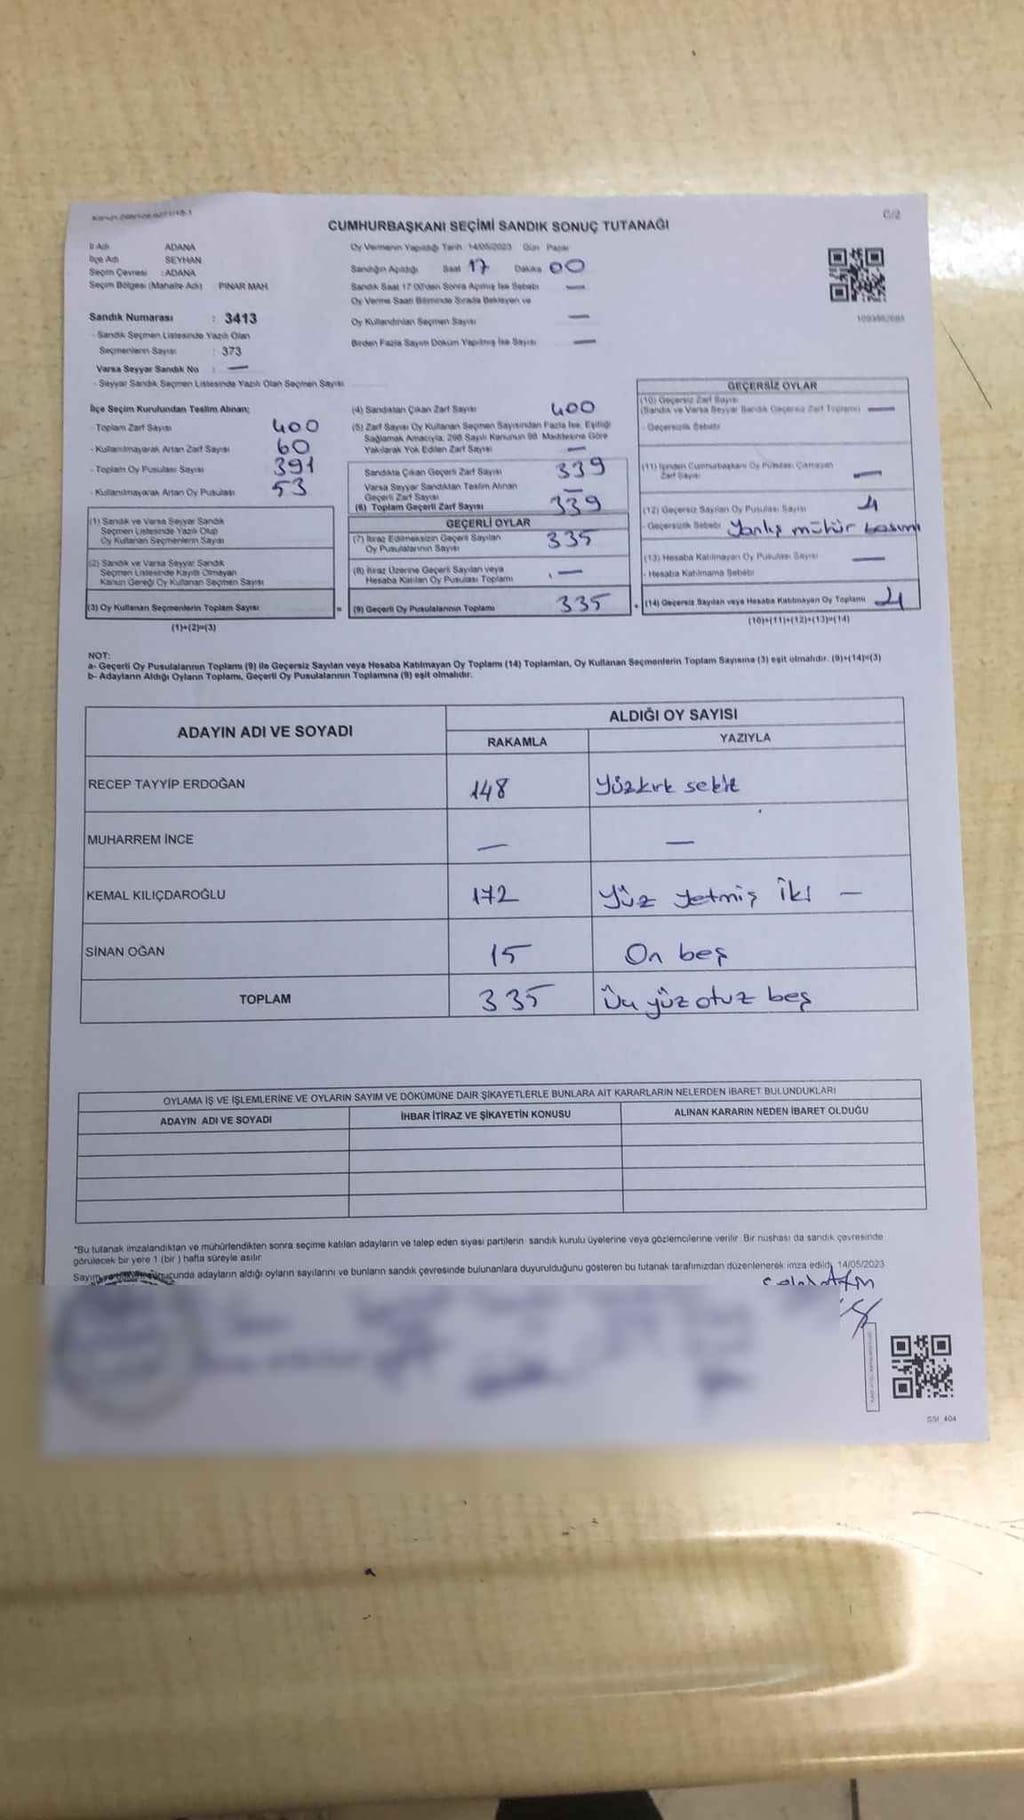 C/2
CUMHURBAŞKANI SEÇİMİ SANDIK SONUÇ TUTANAĞI
İl Adı ADANA
İlçe Adı SEYHAN
Seçim Çevresi : ADANA
Seçim Bölgesi (Mahalle Adı) PINAR MAH
Sandık Numarası : 3413
- Sandık Seçmen Listesinde Yazılı Olan
Seçmenlerin Sayısı : 373
Varsa Seyyar Sandık No : —
- Seyyar Sandık Seçmen Listesinde Yazılı Olan Seçmen Sayısı
Oy Vermenin Yapıldığı Tarih 14/05/2023 Gün Pazar
Sandığın Açıldığı Saat 17 Dakika 00
Sandık Saat 17:00'den Sonra Açılmış İse Sebebi —
Oy Verme Saati Bitiminde Sırada Bekleyen ve
Oy Kullandırılan Seçmen Sayısı —
Birden Fazla Sayım Döküm Yapılmış İse Sayısı —
İlçe Seçim Kurulundan Teslim Alınan;
- Toplam Zarf Sayısı 400
- Kullanılmayarak Artan Zarf Sayısı 60
- Toplam Oy Pusulası Sayısı 391
- Kullanılmayarak Artan Oy Pusulası 53
(1) Sandık ve Varsa Seyyar Sandık
Seçmen Listesinde Yazılı Olup
Oy Kullanan Seçmenlerin Sayısı
(2) Sandık ve Varsa Seyyar Sandık
Seçmen Listesinde Kayıtlı Olmayan
Kanun Gereği Oy Kullanan Seçmen Sayısı
(3) Oy Kullanan Seçmenlerin Toplam Sayısı =
(1)+(2)=(3)
(4) Sandıktan Çıkan Zarf Sayısı 400
(5) Zarf Sayısı Oy Kullanan Seçmen Sayısından Fazla İse, Eşitliği
Sağlamak Amacıyla, 298 Sayılı Kanunun 98. Maddesine Göre
Yakılarak Yok Edilen Zarf Sayısı —
Sandıkta Çıkan Geçerli Zarf Sayısı 339
Varsa Seyyar Sandıktan Teslim Alınan
Geçerli Zarf Sayısı —
(6) Toplam Geçerli Zarf Sayısı 339
GEÇERLİ OYLAR
(7) İtiraz Edilmeksizin Geçerli Sayılan
Oy Pusulalarının Sayısı 335
(8) İtiraz Üzerine Geçerli Sayılan veya
Hesaba Katılan Oy Pusulası Toplamı —
(9) Geçerli Oy Pusulalarının Toplamı 335 +
GEÇERSİZ OYLAR
(10) Geçersiz Zarf Sayısı
(Sandık ve Varsa Seyyar Sandık Geçersiz Zarf Toplamı) —
- Geçersizlik Sebebi
(11) İçinden Cumhurbaşkanı Oy Pusulası Çıkmayan
Zarf Sayısı —
(12) Geçersiz Sayılan Oy Pusulası Sayısı 4
- Geçersizlik Sebebi Yanlış mühür basımı
(13) Hesaba Katılmayan Oy Pusulası Sayısı —
- Hesaba Katılmama Sebebi
(14) Geçersiz Sayılan veya Hesaba Katılmayan Oy Toplamı 4
(10)+(11)+(12)+(13)=(14)
NOT:
a- Geçerli Oy Pusulalarının Toplamı (9) ile Geçersiz Sayılan veya Hesaba Katılmayan Oy Toplamı (14) Toplamları, Oy Kullanan Seçmenlerin Toplam Sayısına (3) eşit olmalıdır. (9)+(14)=(3)
b- Adayların Aldığı Oyların Toplamı, Geçerli Oy Pusulalarının Toplamına (9) eşit olmalıdır.
ADAYIN ADI VE SOYADI
ALDIĞI OY SAYISI
RAKAMLA YAZIYLA
RECEP TAYYİP ERDOĞAN 148 Yüzkırk sekiz
MUHARREM İNCE — —
KEMAL KILIÇDAROĞLU 172 Yüz yetmiş iki —
SİNAN OĞAN 15 On beş
TOPLAM 335 Üç yüz otuz beş
OYLAMA İŞ VE İŞLEMLERİNE VE OYLARIN SAYIM VE DÖKÜMÜNE DAİR ŞİKAYETLERLE BUNLARA AİT KARARLARIN NELERDEN İBARET BULUNDUKLARI
ADAYIN ADI VE SOYADI İHBAR İTİRAZ VE ŞİKAYETİN KONUSU ALINAN KARARIN NEDEN İBARET OLDUĞU
*Bu tutanak imzalandıktan ve mühürlendikten sonra seçime katılan adayların ve talep eden siyasi partilerin sandık kurulu üyelerine veya gözlemcilerine verilir. Bir nüshası da sandık çevresinde
görülecek bir yere 1 (bir ) hafta süreyle asılır.
adayların aldığı oyların sayılarını ve bunların sandık çevresinde bulunanlara duyurulduğunu gösteren bu tutanak tarafımızdan düzenlenerek imza edildi. 14/05/2023
SSI 404